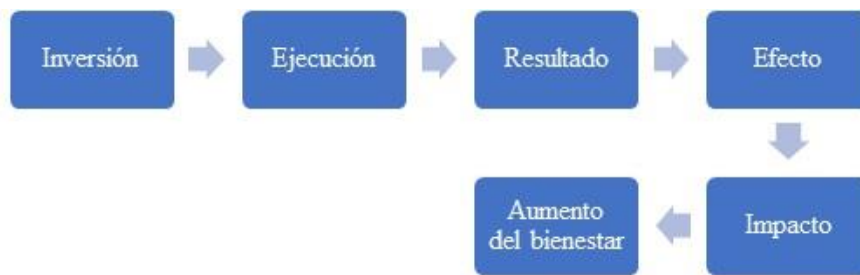 Inversión
Ejecución
Resultado
Efecto
Impacto
Aumento
del bienestar